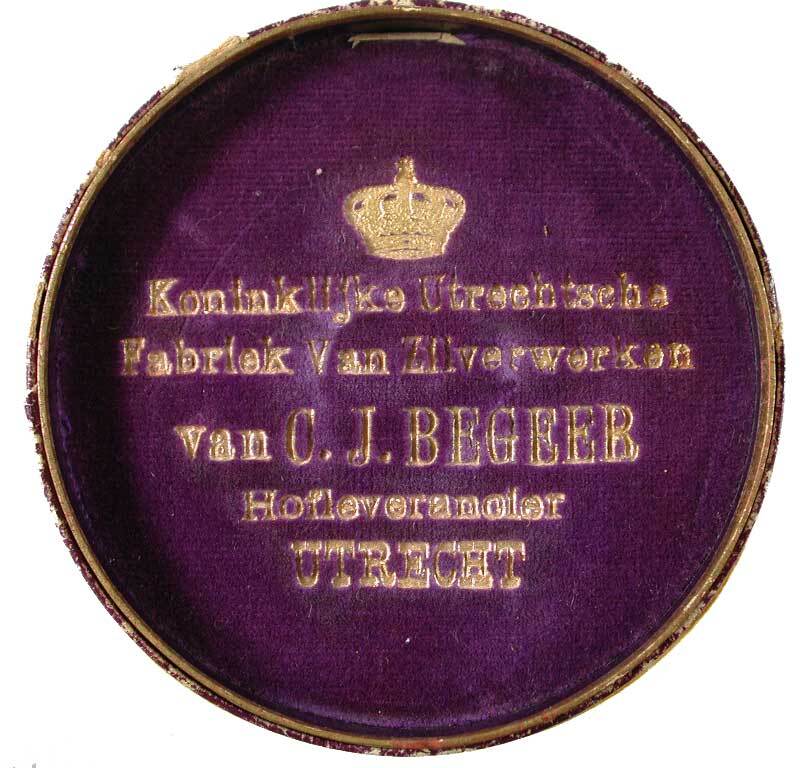 Koninklijke Utrechtsche
Fabriek Van Zilverwerken
van C. J. BEGEER
Hofleverancier
UTRECHT